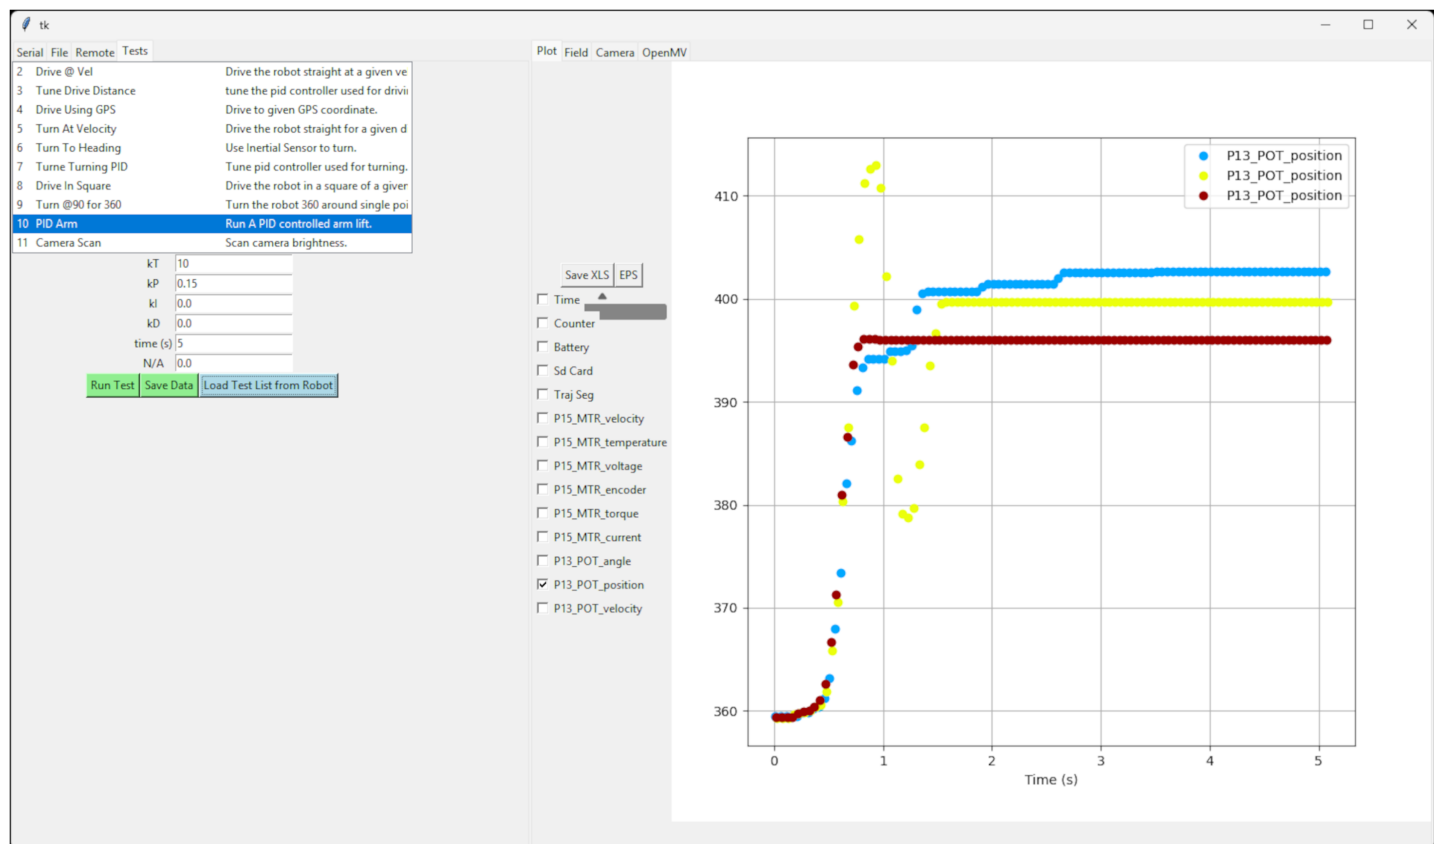 tk
Serial File Remote Tests
2 Drive @ Vel Drive the robot straight at a given ve
3 Tune Drive Distance tune the pid controller used for drivi
4 Drive Using GPS Drive to given GPS coordinate.
5 Turn At Velocity Drive the robot straight for a given d
6 Turn To Heading Use Inertial Sensor to turn.
7 Turne Turning PID Tune pid controller used for turning.
8 Drive In Square Drive the robot in a square of a giver
9 Turn @90 for 360 Turn the robot 360 around single poi
10 PID Arm Run A PID controlled arm lift.
11 Camera Scan Scan camera brightness.
kT 10
kP 0.15
kI 0.0
kD 0.0
time (s) 5
N/A 0.0
Run Test Save Data Load Test List from Robot
Plot Field Camera OpenMV
Save XLS EPS
Time
Counter
Battery
Sd Card
Traj Seg
P15_MTR_velocity
P15_MTR_temperature
P15_MTR_voltage
P15_MTR_encoder
P15_MTR_torque
P15_MTR_current
P13_POT_angle
P13_POT_position
P13_POT_velocity
P13_POT_position
P13_POT_position
P13_POT_position
410
400
390
380
370
360
0 1 2 3 4 5
Time (s)